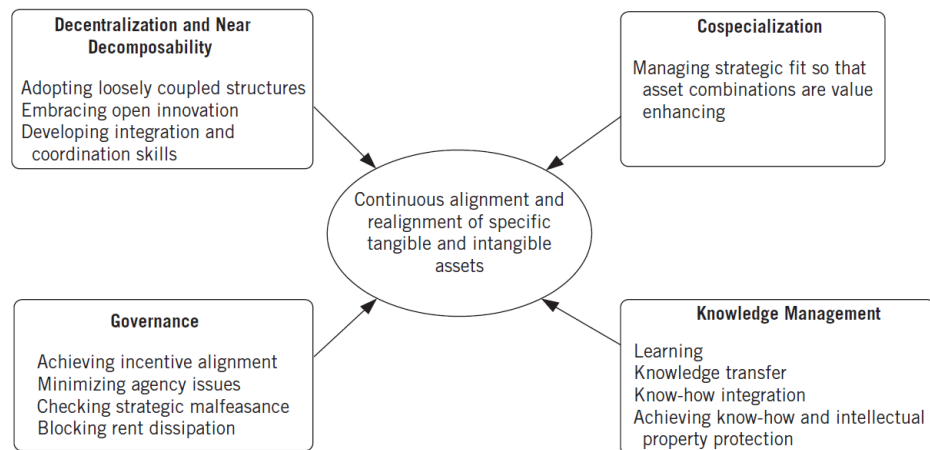 Decentralization and Near
Decomposability
Adopting loosely coupled structures
Embracing open innovation
Developing integration and
coordination skills
Cospecialization
Managing strategic fit so that
asset combinations are value
enhancing
Continuous alignment and
realignment of specific
tangible and intangible
assets
Governance
Achieving incentive alignment
Minimizing agency issues
Checking strategic malfeasance
Blocking rent dissipation
Knowledge Management
Learning
Knowledge transfer
Know-how integration
Achieving know-how and intellectual
property protection